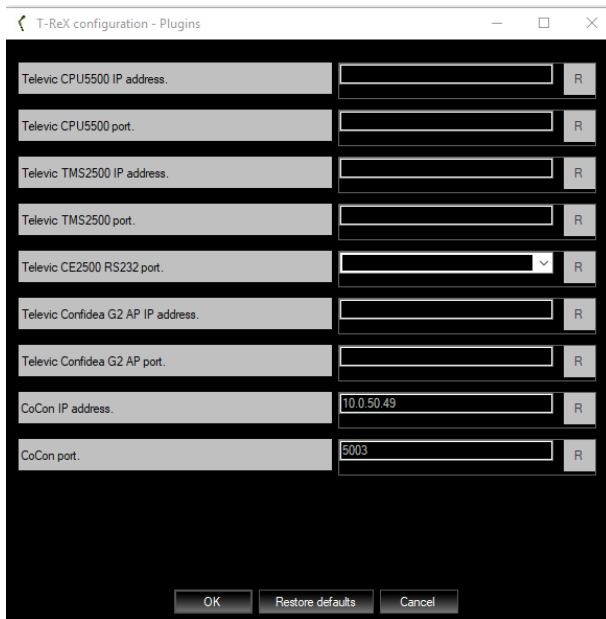 T-ReX configuration - Plugins
Televic CPU5500 IP address. R
Televic CPU5500 port. R
Televic TMS2500 IP address. R
Televic TMS2500 port. R
Televic CE2500 RS232 port. R
Televic Confidea G2 AP IP address. R
Televic Confidea G2 AP port. R
CoCon IP address. 10.0.50.49 R
CoCon port. 5003 R
OK Restore defaults Cancel